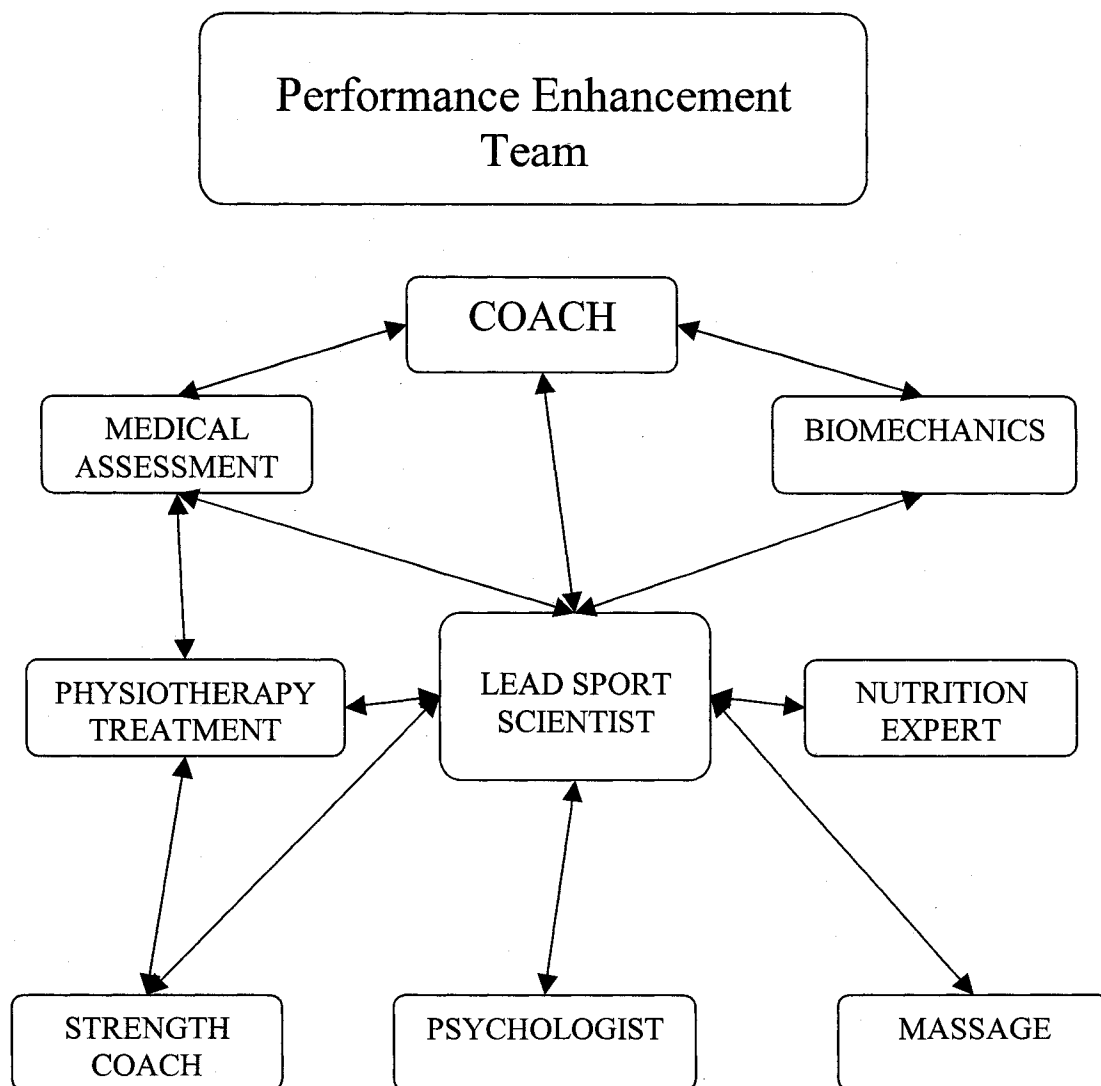 Performance Enhancement
Team
COACH
MEDICAL
ASSESSMENT
BIOMECHANICS
PHYSIOTHERAPY
TREATMENT
LEAD SPORT
SCIENTIST
NUTRITION
EXPERT
STRENGTH
COACH
PSYCHOLOGIST
MASSAGE